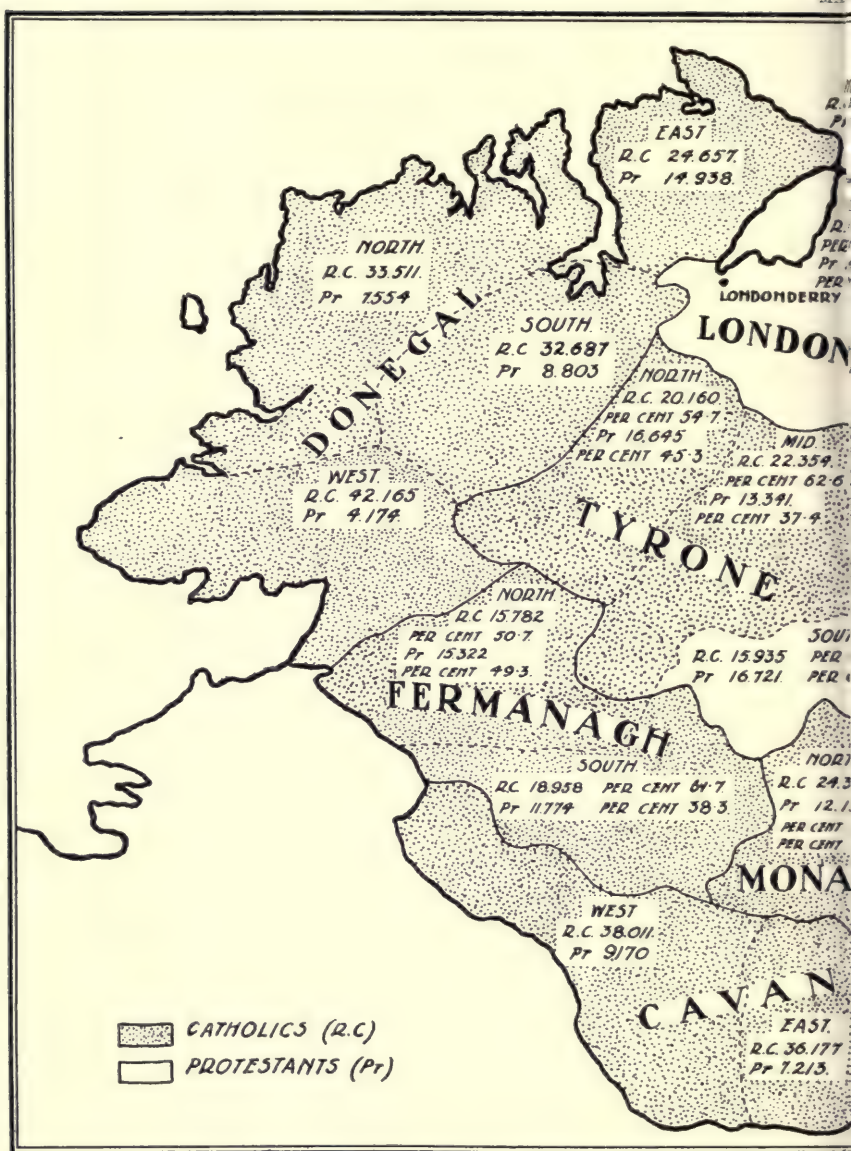 EAST
R.C 24.657.
Pr 14.938.
NORTH.
R.C. 33.511.
Pr 7.554
DONEGAL
SOUTH.
R.C 32.687
Pr 8.803
WEST.
R.C. 42.165
Pr 4.174
LONDONDERRY
LONDON
NORTH.
R.C. 20.160
PER CENT 54.7
Pr 16,645
PER CENT 45.3
MID.
R.C. 22.354.
PER CENT 62.6
Pr 13.341.
PER CENT 37.4
TYRONE
R.C. 15.935 PER
Pr 16.721. PER
NORTH
R.C 15.782
PER CENT 50.7.
Pr 15.322
PER CENT 49.3.
FERMANAGH
SOUTH.
R.C 18.958 PER CENT 61.7
Pr 11.774 PER CENT 38.3.
R.C 24.3
Pr 12.1
PER CENT
PER CENT
MONA
WEST.
R.C. 38.011.
Pr 9.170
CAVAN
EAST.
R.C. 36.177
Pr 7.213.
CATHOLICS (R.C)
PROTESTANTS (Pr)